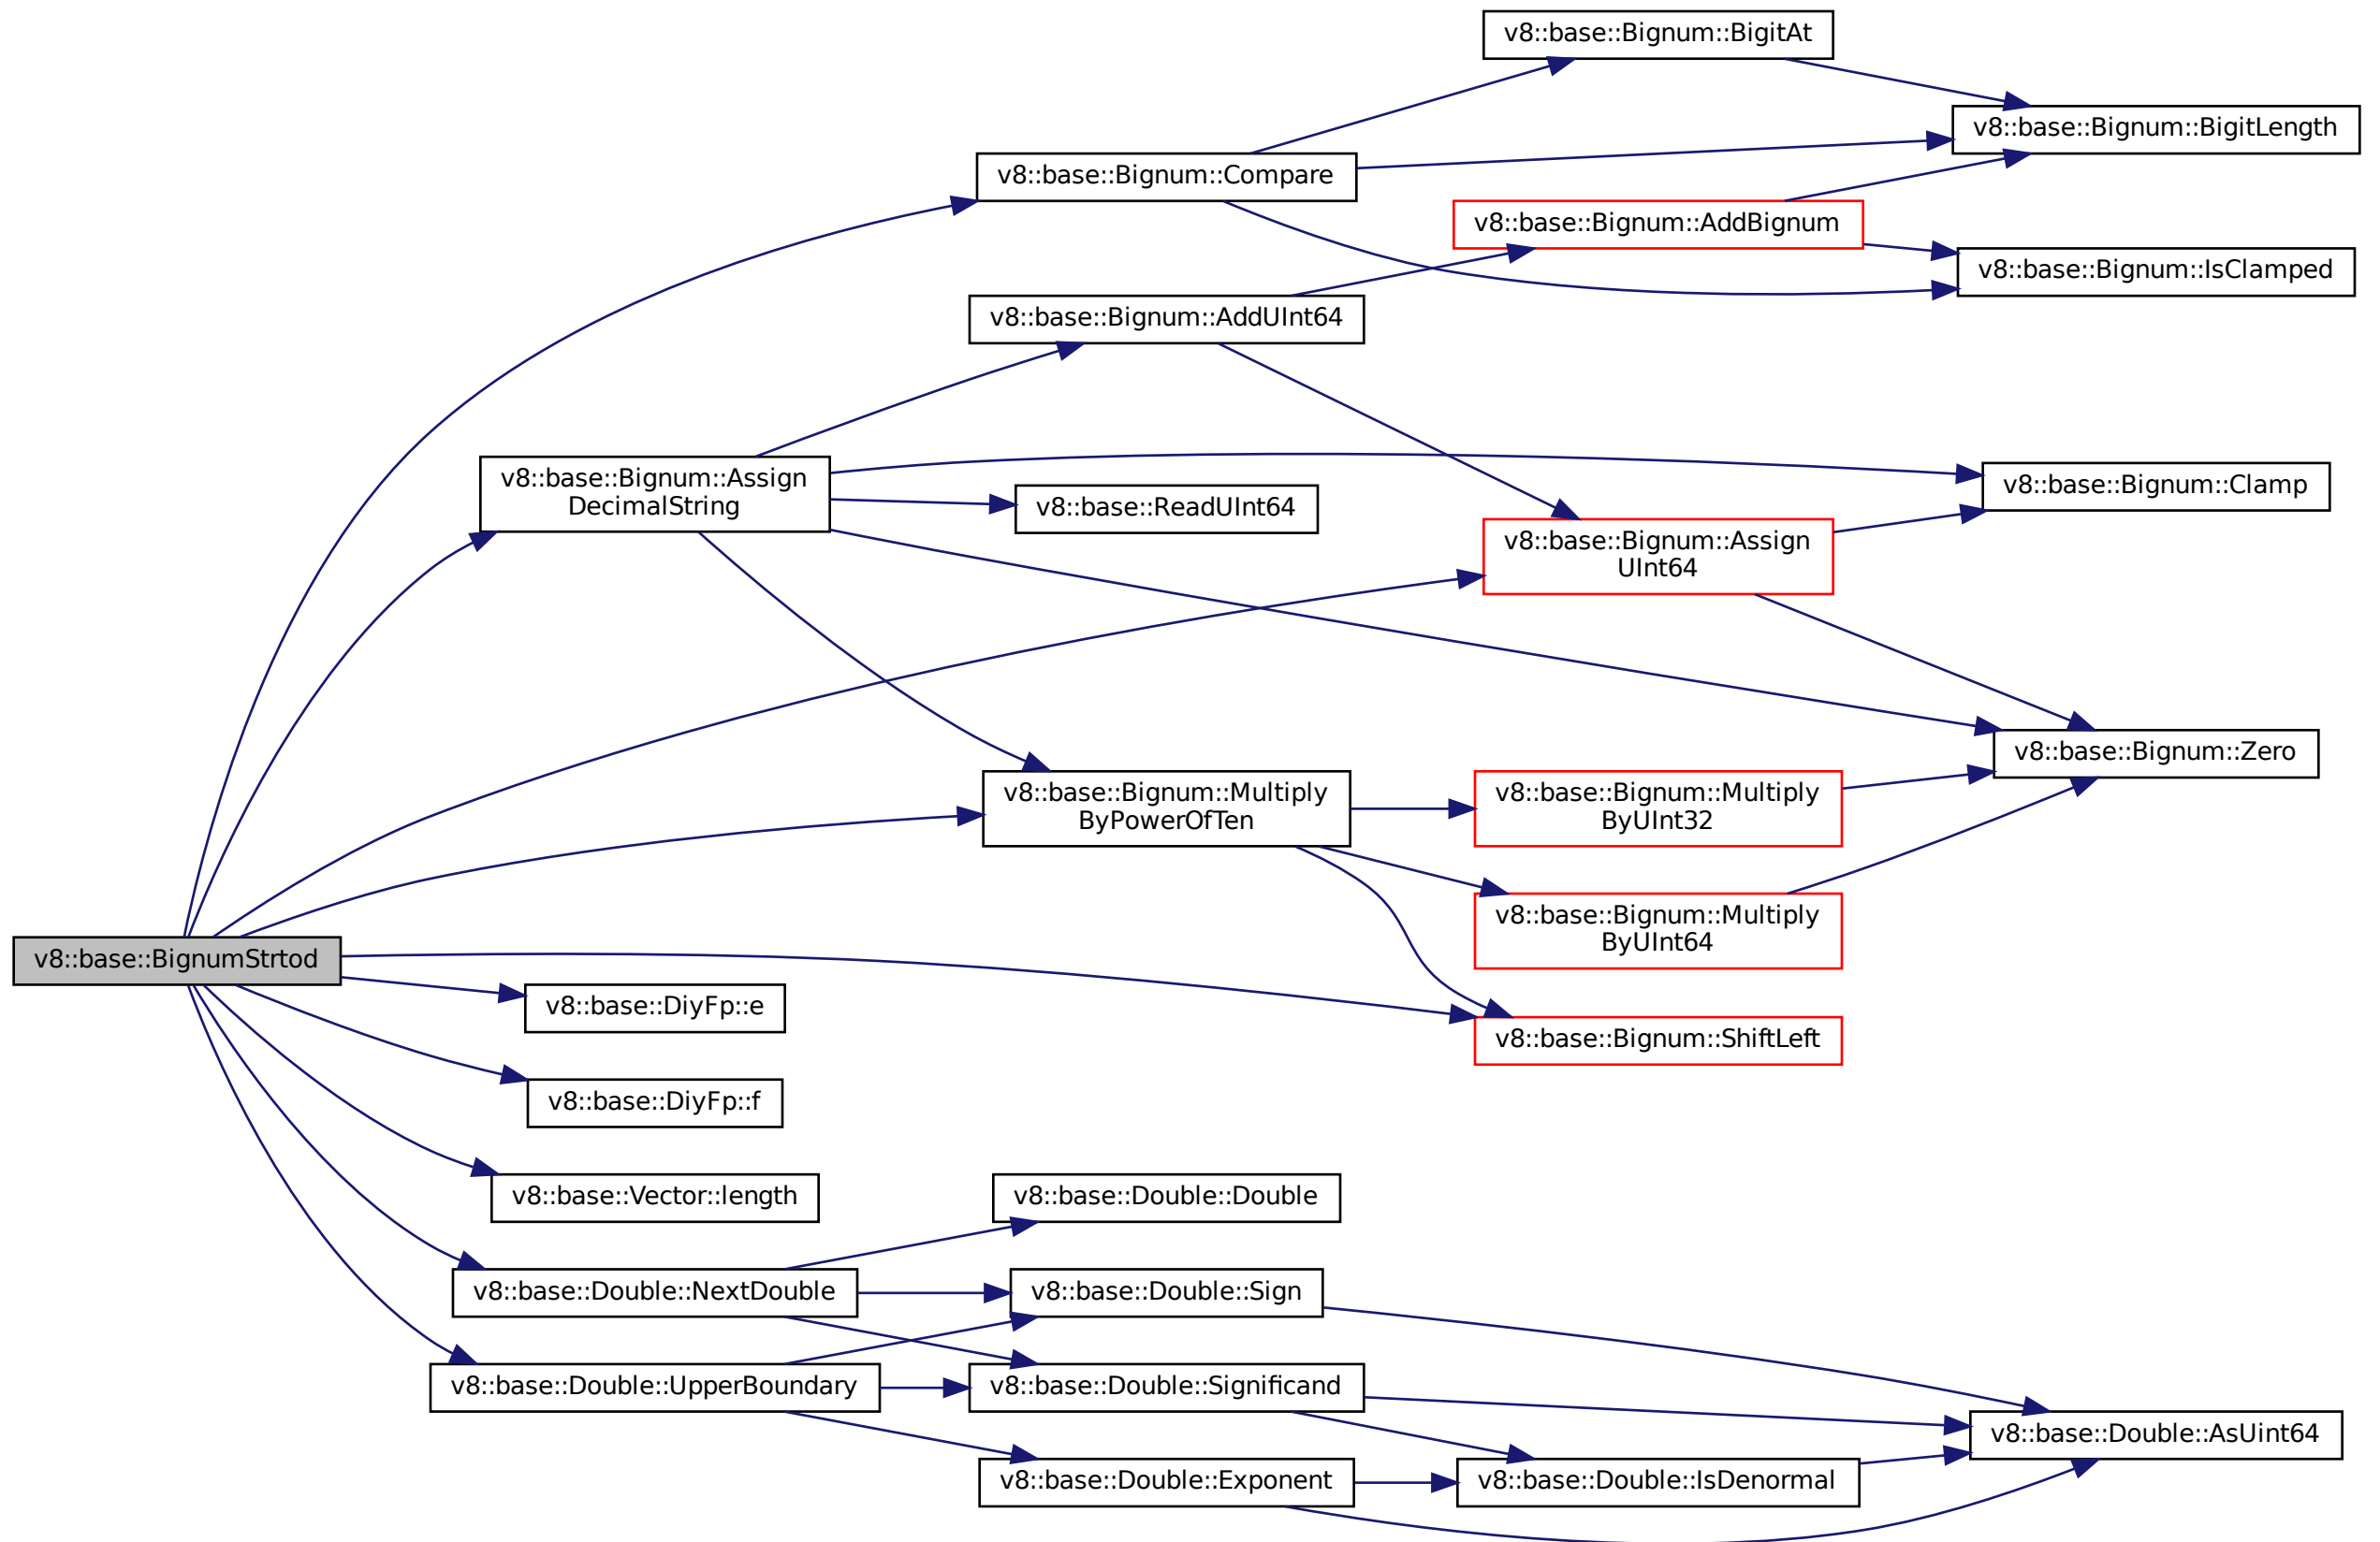 v8::base::Bignum::BigitAt
v8::base::Bignum::BigitLength
v8::base::Bignum::Compare
v8::base::Bignum::AddBignum
v8::base::Bignum::IsClamped
v8::base::Bignum::AddUInt64
v8::base::Bignum::Assign
DecimalString
v8::base::Bignum::Clamp
v8::base::ReadUInt64
v8::base::Bignum::Assign
UInt64
v8::base::Bignum::Zero
v8::base::Bignum::Multiply
ByPowerOfTen
v8::base::Bignum::Multiply
ByUInt32
v8::base::Bignum::Multiply
ByUInt64
v8::base::BignumStrtod
v8::base::DiyFp::e
v8::base::Bignum::ShiftLeft
v8::base::DiyFp::f
v8::base::Vector::length
v8::base::Double::Double
v8::base::Double::NextDouble
v8::base::Double::Sign
v8::base::Double::UpperBoundary
v8::base::Double::Significand
v8::base::Double::AsUint64
v8::base::Double::Exponent
v8::base::Double::IsDenormal